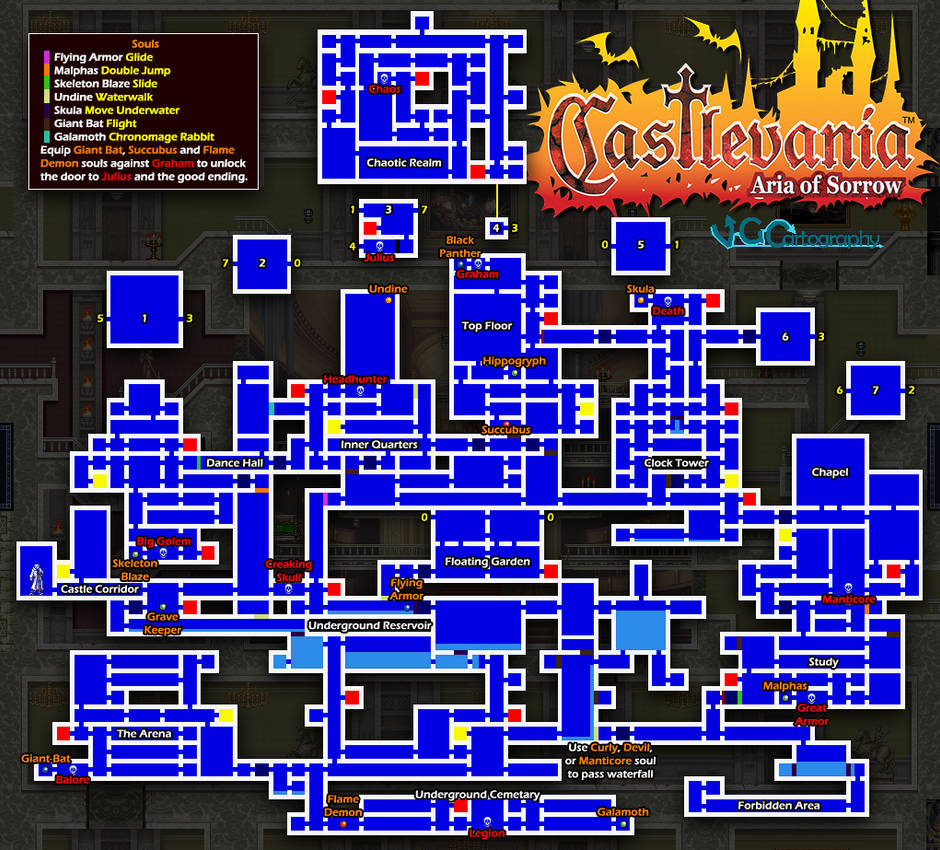 Souls
Flying Armor Glide
Malphas Double Jump
Skeleton Blaze Slide
Undine Waterwalk
Skula Move Underwater
Giant Bat Flight
Galamoth Chronomage Rabbit
Equip Giant Bat, Succubus and Flame
Demon souls against Graham to unlock
the door to Julius and the good ending.
Castlevania™
Aria of Sorrow
VGCartography
Chaos
Chaotic Realm
1 3 7
4
Julius
4 3
0 5 1
7 2 0
5 1 3
6 3
6 7 2
Black
Panther
Graham
Undine
Top Floor
Skula
Death
Hippogryph
Headhunter
Succubus
Inner Quarters
Dance Hall
Clock Tower
Chapel
0 0
Big Golem
Skeleton
Blaze
Creaking
Skull
Floating Garden
Castle Corridor
Flying
Armor
Grave
Keeper
Manticore
Underground Reservoir
Study
Malphas
Great
Armor
The Arena
Giant Bat
Balore
Use Curly, Devil,
or Manticore soul
to pass waterfall
Underground Cemetary
Flame
Demon
Legion
Galamoth
Forbidden Area